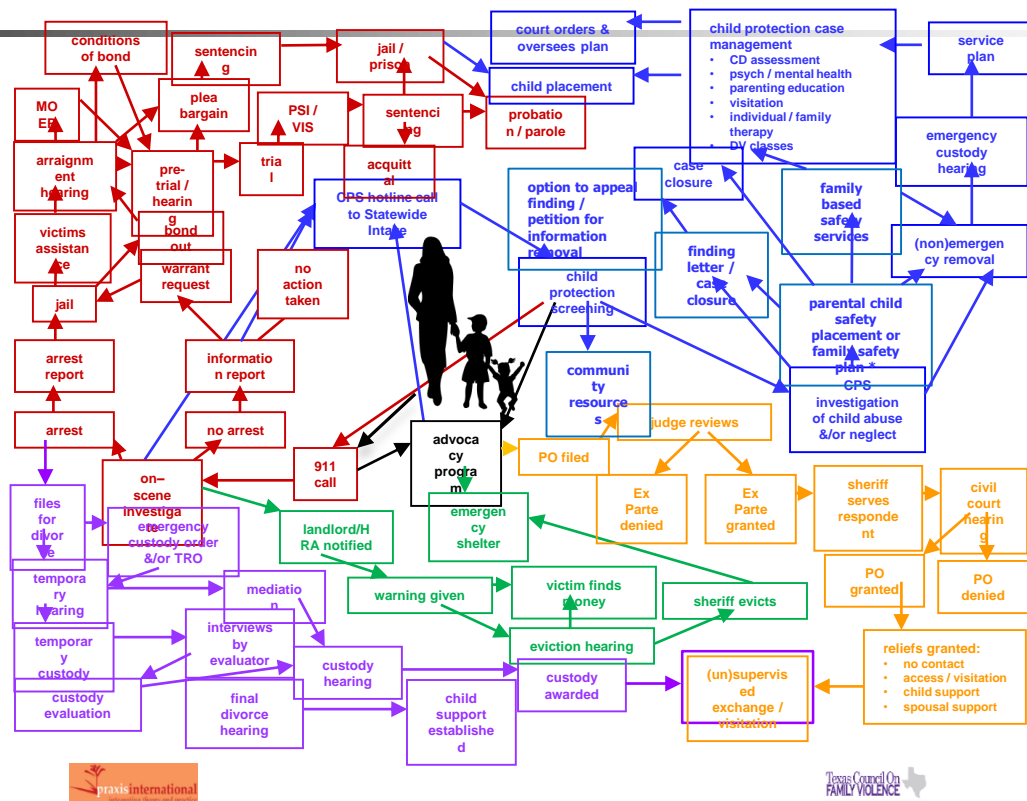 conditions
of bond
sentencin
g
jail /
prison
court orders &
oversees plan
child protection case
management
• CD assessment
• psych / mental health
• parenting education
• visitation
• individual / family
therapy
• DV classes
service
plan
child placement
MO
EP
plea
bargain
PSI /
VIS
sentenci
ng
probatio
n / parole
arraignm
ent
hearing
pre-
trial /
hearin
g
tria
l
acquitt
al
CPS hotline call
to Statewide
Intake
option to appeal
finding /
petition for
information
removal
case
closure
emergency
custody
hearing
family
based
safety
services
victims
assistan
ce
bond
out
warrant
request
no
action
taken
child
protection
screening
finding
letter /
case
closure
(non)emergen
cy removal
jail
parental child
safety
placement or
family safety
plan *
arrest
report
informatio
n report
communi
ty
resource
s
CPS
investigation
of child abuse
&/or neglect
arrest
no arrest
911
call
advoca
cy
progra
m
PO filed
judge reviews
on–
scene
investiga
te
files
for
divor
e
emergency
custody order
&/or TRO
landlord/H
RA notified
emergen
cy
shelter
Ex
Parte
denied
Ex
Parte
granted
sheriff
serves
responde
nt
civil
court
hearin
g
tempora
ry
hearing
mediatio
n
warning given
victim finds
money
sheriff evicts
PO
granted
PO
denied
temporar
y
custody
interviews
by
evaluator
custody
hearing
eviction hearing
custody
evaluation
final
divorce
hearing
child
support
establishe
d
custody
awarded
(un)supervis
ed
exchange /
visitation
reliefs granted:
• no contact
• access / visitation
• child support
• spousal support
praxis international
Texas Council On
FAMILY VIOLENCE